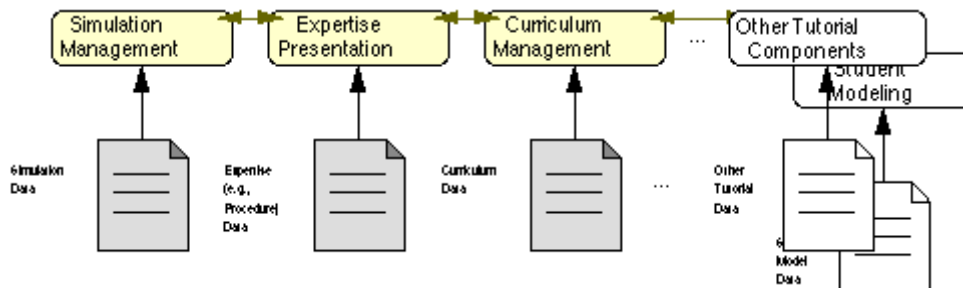 Simulation
Management
Expertise
Presentation
Curriculum
Management
...
Other Tutorial
Components
Student
Modeling
Simulation
Data
Expertise
(e.g.,
Procedure)
Data
Curriculum
Data
...
Other
Tutorial
Data
Model
Data